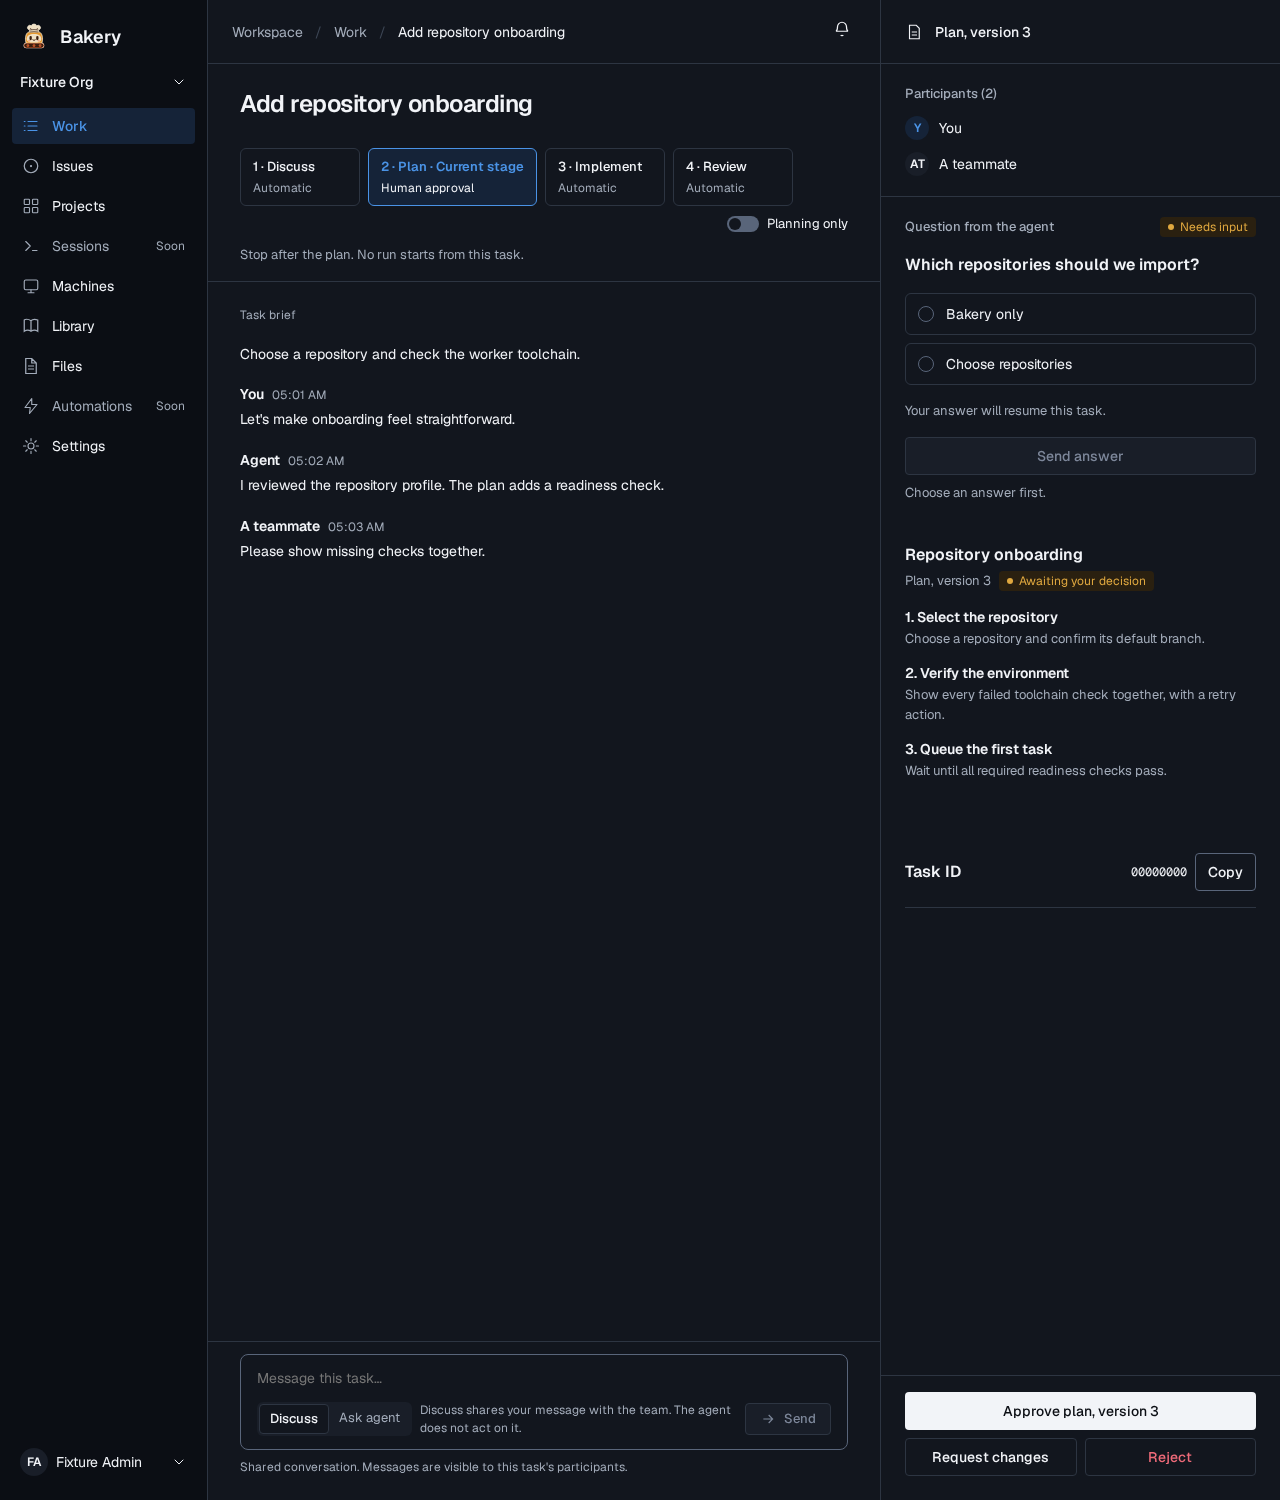 Bakery
Fixture Org
Work
Issues
Projects
Sessions Soon
Machines
Library
Files
Automations Soon
Settings
FA Fixture Admin
Workspace / Work / Add repository onboarding
Add repository onboarding
1 · Discuss
Automatic
2 · Plan · Current stage
Human approval
3 · Implement
Automatic
4 · Review
Automatic
Planning only
Stop after the plan. No run starts from this task.
Task brief
Choose a repository and check the worker toolchain.
You 05:01 AM
Let's make onboarding feel straightforward.
Agent 05:02 AM
I reviewed the repository profile. The plan adds a readiness check.
A teammate 05:03 AM
Please show missing checks together.
Message this task...
Discuss Ask agent
Discuss shares your message with the team. The agent
does not act on it.
Send
Shared conversation. Messages are visible to this task's participants.
Plan, version 3
Participants (2)
Y You
AT A teammate
Question from the agent Needs input
Which repositories should we import?
Bakery only
Choose repositories
Your answer will resume this task.
Send answer
Choose an answer first.
Repository onboarding
Plan, version 3 Awaiting your decision
1. Select the repository
Choose a repository and confirm its default branch.
2. Verify the environment
Show every failed toolchain check together, with a retry
action.
3. Queue the first task
Wait until all required readiness checks pass.
Task ID 00000000 Copy
Approve plan, version 3
Request changes Reject